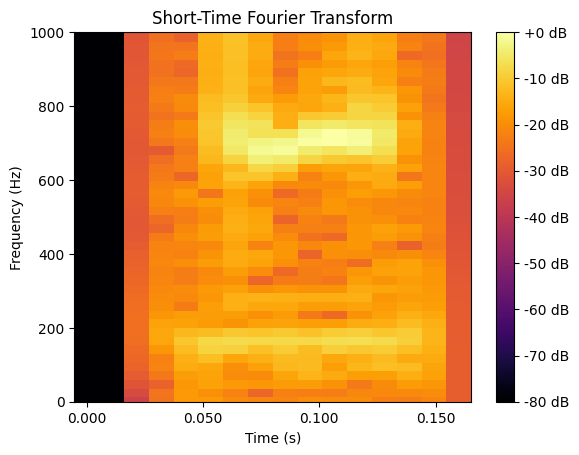 Short-Time Fourier Transform
Frequency (Hz)
1000
800
600
400
200
0
0.000
0.050
0.100
0.150
Time (s)
+0 dB
-10 dB
-20 dB
-30 dB
-40 dB
-50 dB
-60 dB
-70 dB
-80 dB